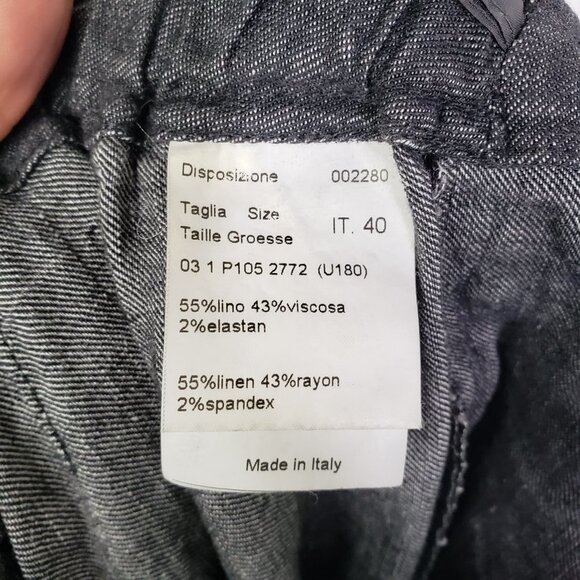 Disposizione 002280
Taglia Size
Taille Groesse IT. 40
03 1 P105 2772 (U180)
55%lino 43%viscosa
2%elastan
55%linen 43%rayon
2%spandex
Made in Italy